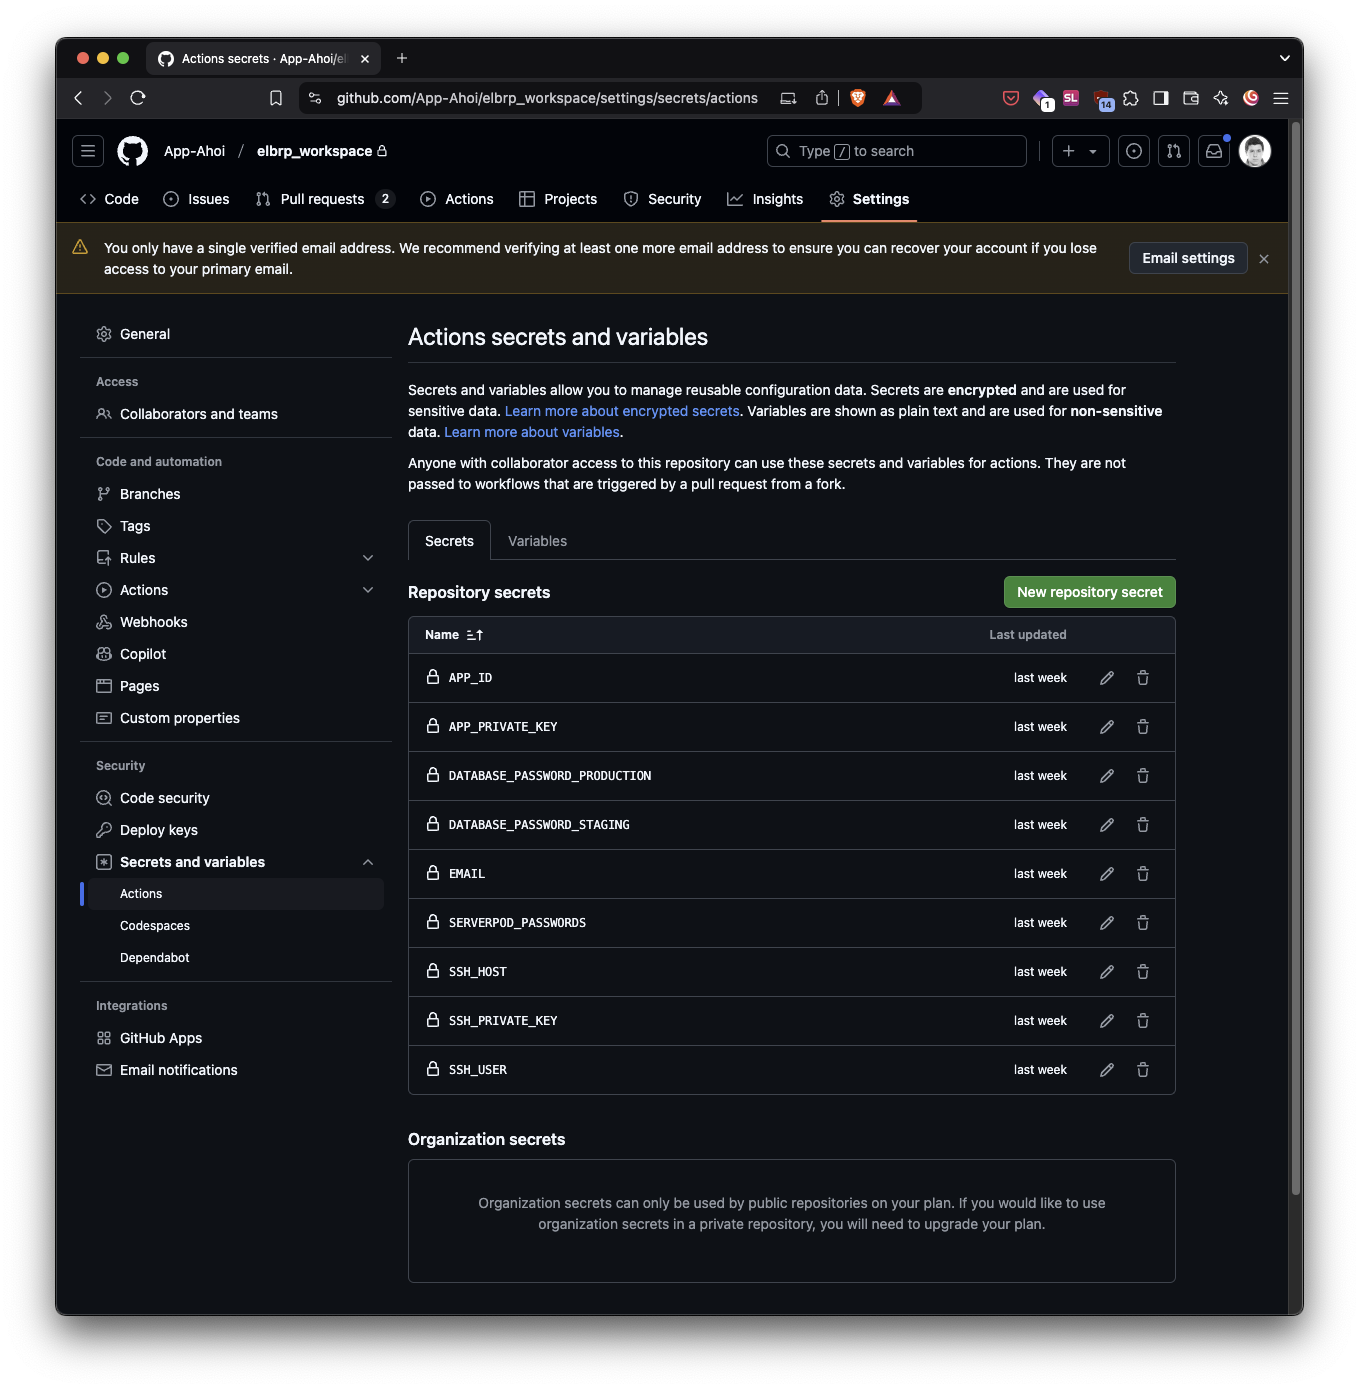 Actions secrets · App-Ahoi/el
github.com/App-Ahoi/elbrp_workspace/settings/secrets/actions
1
SL
14
App-Ahoi / elbrp_workspace
Type / to search
Code
Issues
Pull requests 2
Actions
Projects
Security
Insights
Settings
You only have a single verified email address. We recommend verifying at least one more email address to ensure you can recover your account if you lose
access to your primary email.
Email settings
General
Access
Collaborators and teams
Code and automation
Branches
Tags
Rules
Actions
Webhooks
Copilot
Pages
Custom properties
Security
Code security
Deploy keys
Secrets and variables
Actions
Codespaces
Dependabot
Integrations
GitHub Apps
Email notifications
Actions secrets and variables
Secrets and variables allow you to manage reusable configuration data. Secrets are encrypted and are used for
sensitive data. Learn more about encrypted secrets. Variables are shown as plain text and are used for non-sensitive
data. Learn more about variables.
Anyone with collaborator access to this repository can use these secrets and variables for actions. They are not
passed to workflows that are triggered by a pull request from a fork.
Secrets
Variables
Repository secrets
New repository secret
Name Last updated
APP_ID last week
APP_PRIVATE_KEY last week
DATABASE_PASSWORD_PRODUCTION last week
DATABASE_PASSWORD_STAGING last week
EMAIL last week
SERVERPOD_PASSWORDS last week
SSH_HOST last week
SSH_PRIVATE_KEY last week
SSH_USER last week
Organization secrets
Organization secrets can only be used by public repositories on your plan. If you would like to use
organization secrets in a private repository, you will need to upgrade your plan.